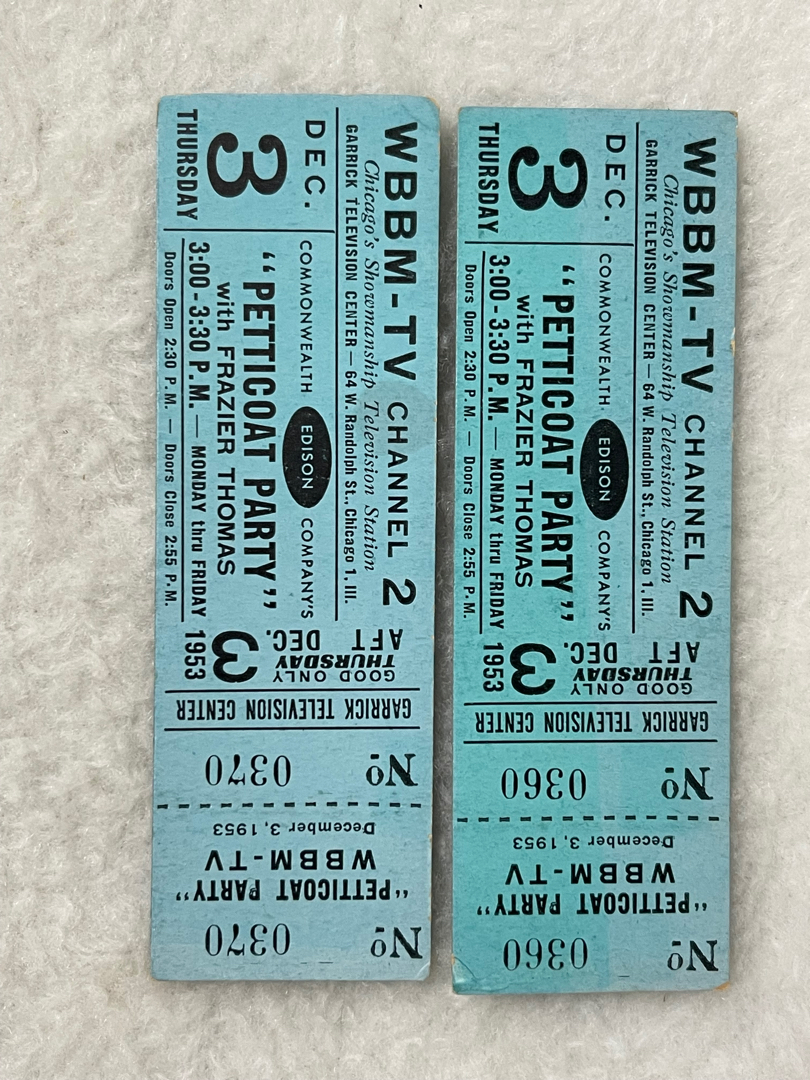 WBBM-TV CHANNEL 2
Chicago's Showmanship Television Station
GARRICK TELEVISION CENTER — 64 W. Randolph St., Chicago 1, Ill.
DEC.
3
THURSDAY
COMMONWEALTH EDISON COMPANY'S
"PETTICOAT PARTY"
with FRAZIER THOMAS
3:00 - 3:30 P.M. — MONDAY thru FRIDAY
Doors Open 2:30 P.M. — Doors Close 2:55 P.M.
GOOD ONLY
THURSDAY
AFT DEC.
3
1953
GARRICK TELEVISION CENTER
No 0370
December 3, 1953
WBBM-TV
"PETTICOAT PARTY"
No 0370
WBBM-TV CHANNEL 2
Chicago's Showmanship Television Station
GARRICK TELEVISION CENTER — 64 W. Randolph St., Chicago 1, Ill.
DEC.
3
THURSDAY
COMMONWEALTH EDISON COMPANY'S
"PETTICOAT PARTY"
with FRAZIER THOMAS
3:00 - 3:30 P.M. — MONDAY thru FRIDAY
Doors Open 2:30 P.M. — Doors Close 2:55 P.M.
GOOD ONLY
THURSDAY
AFT DEC.
3
1953
GARRICK TELEVISION CENTER
No 0360
December 3, 1953
WBBM-TV
"PETTICOAT PARTY"
No 0360